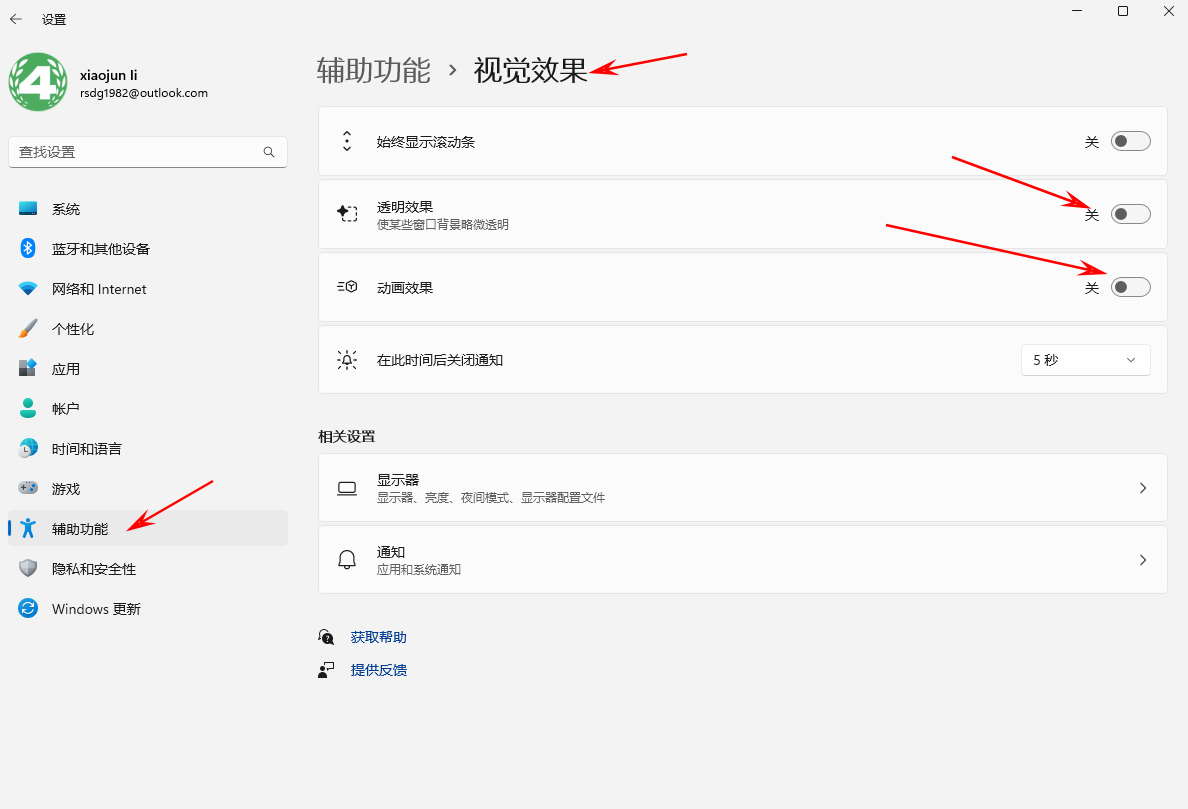 设置
xiaojun li
rsdg1982@outlook.com
查找设置
系统
蓝牙和其他设备
网络和 Internet
个性化
应用
帐户
时间和语言
游戏
辅助功能
隐私和安全性
Windows 更新
辅助功能 › 视觉效果
始终显示滚动条
关
透明效果
使某些窗口背景略微透明
关
动画效果
关
在此时间后关闭通知
5 秒
相关设置
显示器
显示器、亮度、夜间模式、显示器配置文件
通知
应用和系统通知
获取帮助
提供反馈